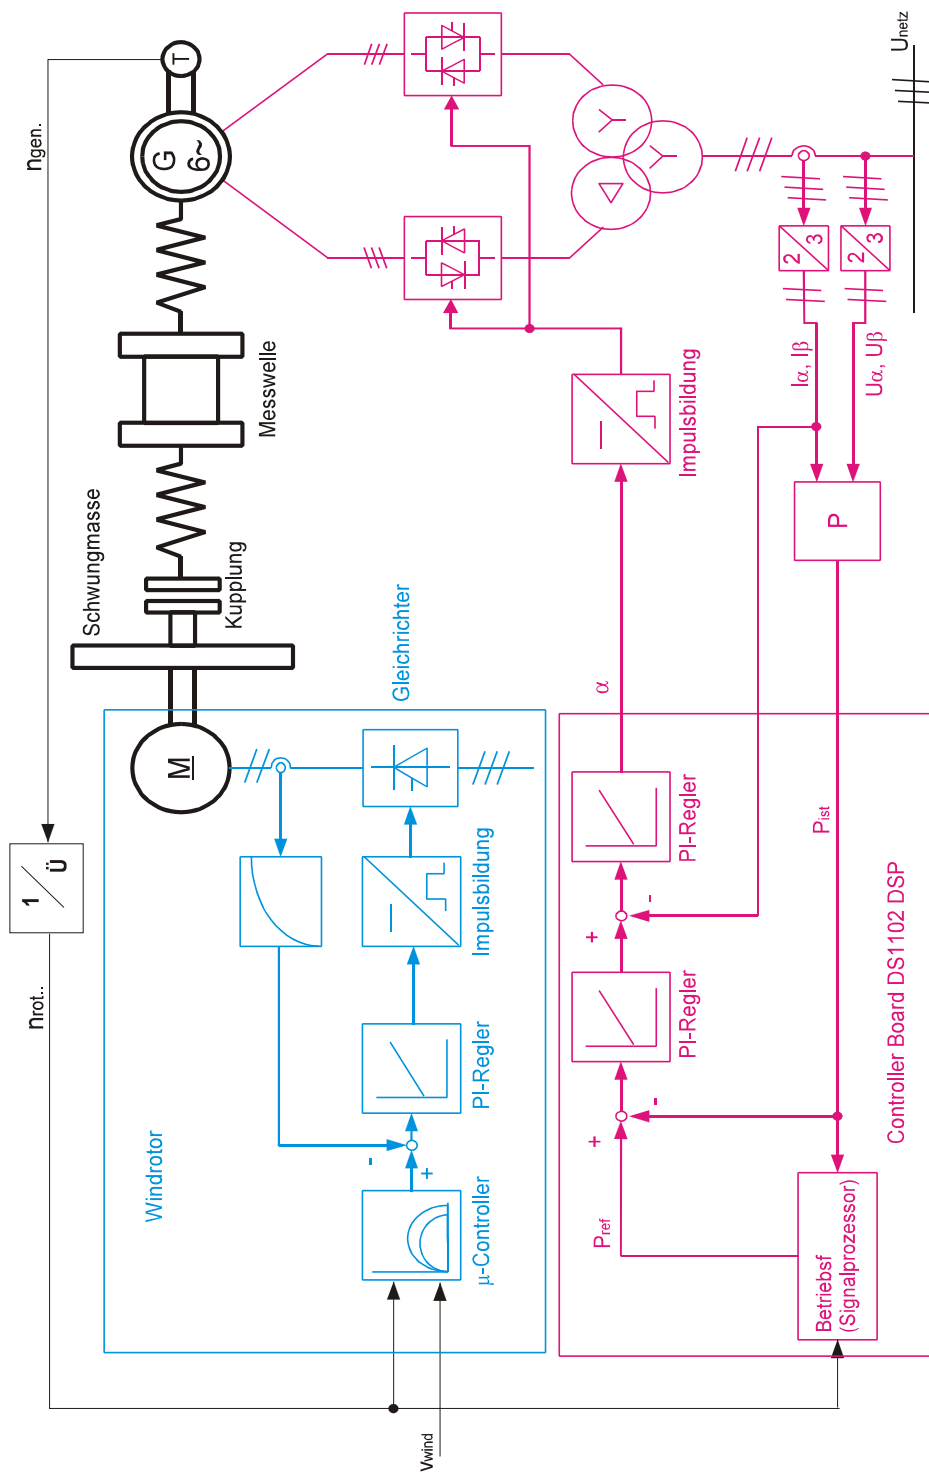 Windrotor
µ-Controller
PI-Regler
Impulsbildung
Gleichrichter
+
-
vwind
nrot..
1
Ü
ngen.
M
Schwungmasse
Kupplung
Messwelle
G
6~
T
Unetz
2
3
2
3
Iα, Iβ
Uα, Uβ
P
Impulsbildung
α
PI-Regler
+
-
PI-Regler
+
-
Pref
Pist
Betriebsf
(Signalprozessor)
Controller Board DS1102 DSP